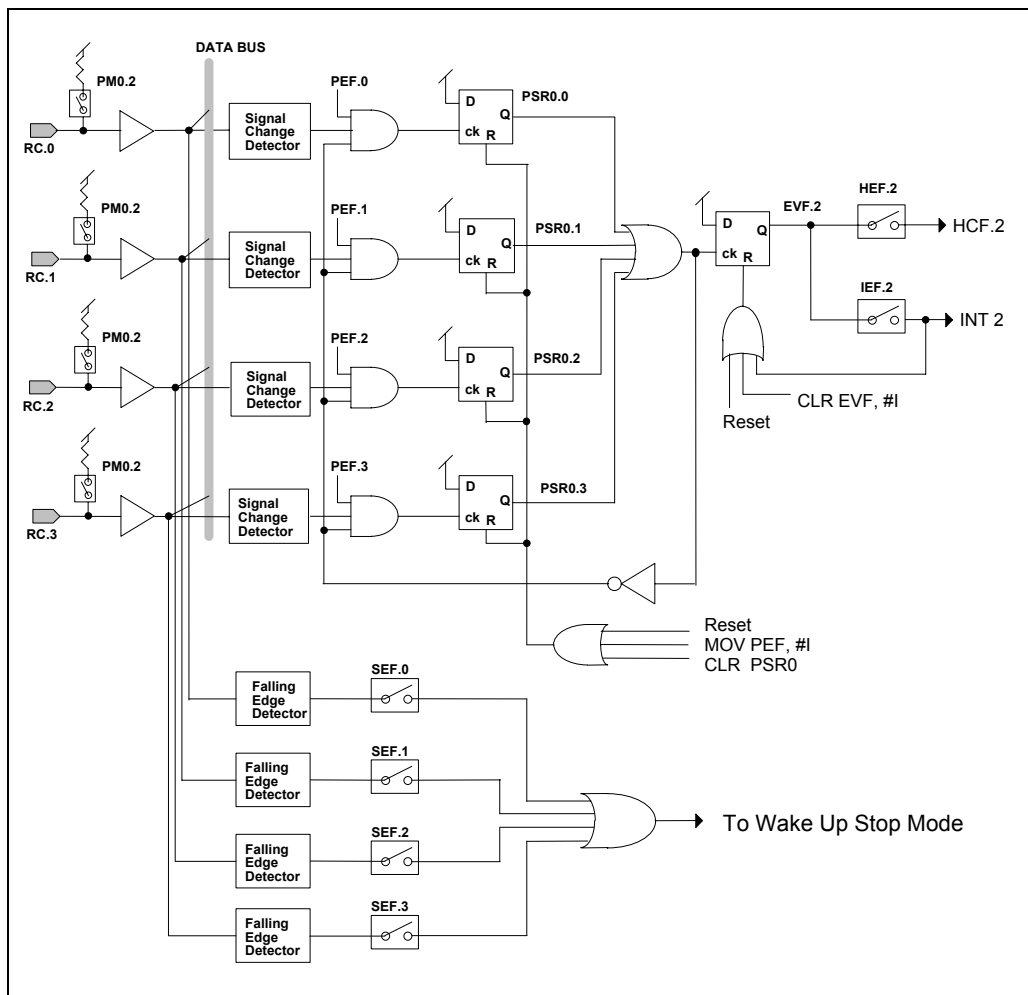 DATA BUS
PM0.2
PEF.0
PSR0.0
D
Q
ck
R
Signal
Change
Detector
RC.0
PM0.2
PEF.1
PSR0.1
D
Q
ck
R
Signal
Change
Detector
RC.1
HEF.2
EVF.2
D
Q
ck
R
HCF.2
IEF.2
INT 2
PM0.2
PEF.2
PSR0.2
D
Q
ck
R
Signal
Change
Detector
RC.2
CLR EVF, #I
Reset
PM0.2
PEF.3
PSR0.3
D
Q
ck
R
Signal
Change
Detector
RC.3
Reset
MOV PEF, #I
CLR PSR0
SEF.0
Falling
Edge
Detector
SEF.1
Falling
Edge
Detector
To Wake Up Stop Mode
SEF.2
Falling
Edge
Detector
SEF.3
Falling
Edge
Detector